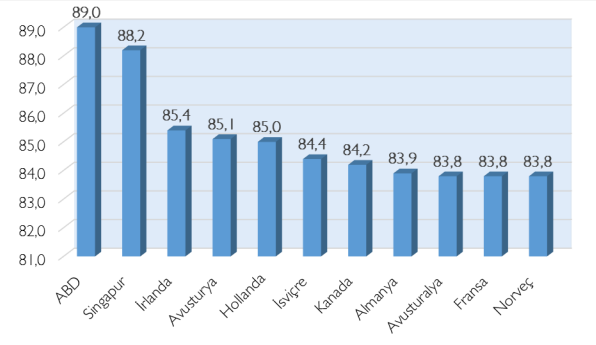 89,0
88,2
85,4
85,1
85,0
84,4
84,2
83,9
83,8
83,8
83,8
89,0
88,0
87,0
86,0
85,0
84,0
83,0
82,0
81,0
ABD
Singapur
İrlanda
Avusturya
Hollanda
İsviçre
Kanada
Almanya
Avusturalya
Fransa
Norveç